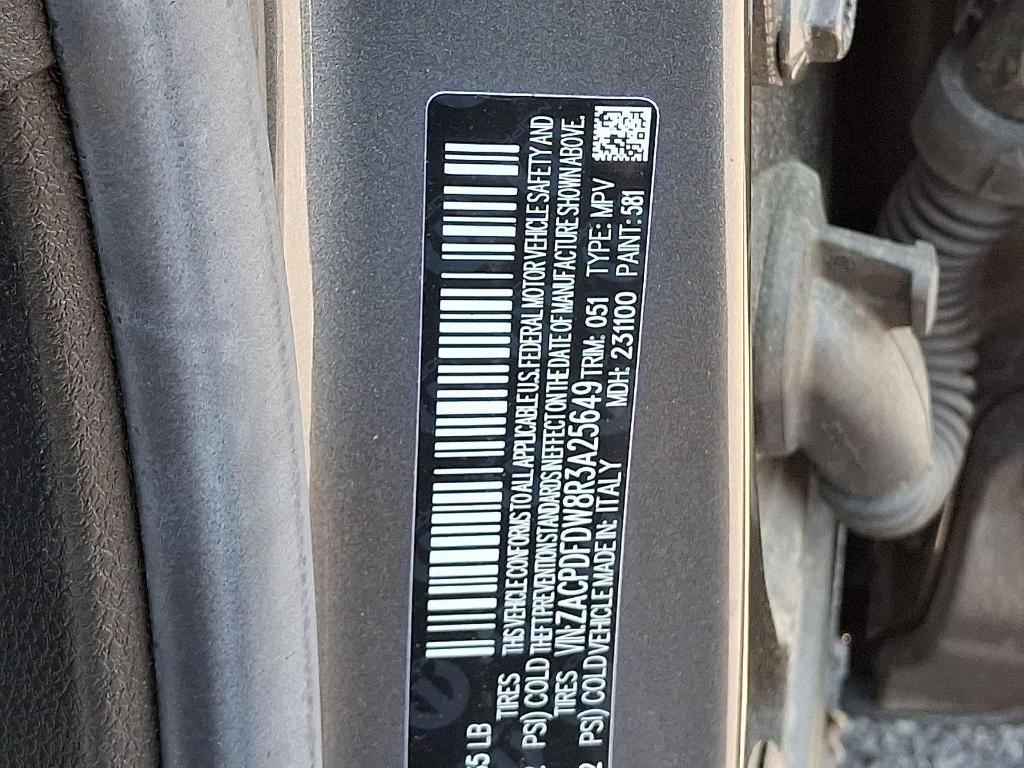 55 LB
TIRES THIS VEHICLE CONFORMS TO ALL APPLICABLE U.S. FEDERAL MOTOR VEHICLE SAFETY AND
PSI) COLD THEFT PREVENTION STANDARDS IN EFFECT ON THE DATE OF MANUFACTURE SHOWN ABOVE.
TIRES VIN: ZACPDFDW8R3A25649 TRIM: 051 TYPE: MPV
2 PSI) COLD VEHICLE MADE IN: ITALY MDH: 231100 PAINT: 581